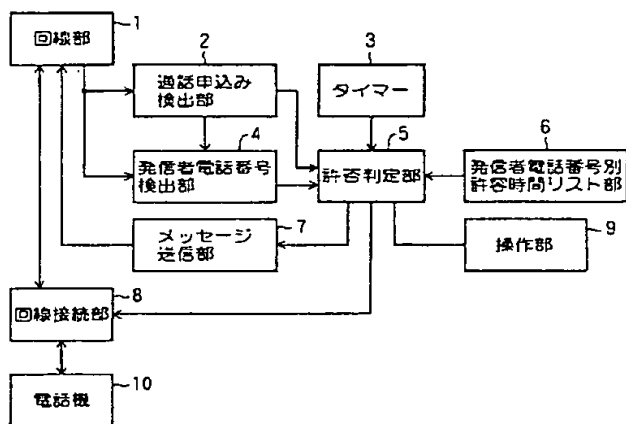 1
回線部
2
通話申込み
検出部
3
タイマー
4
発信者電話番号
検出部
5
許否判定部
6
発信者電話番号別
許容時間リスト部
7
メッセージ
送信部
操作部
9
8
回線接続部
10
電話機